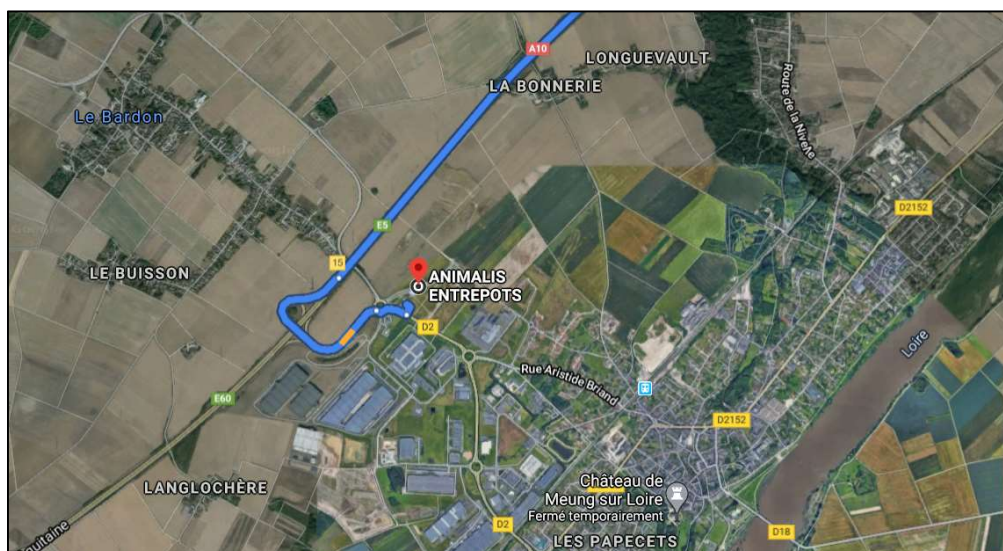 A10
LONGUEVAULT
LA BONNERIE
Route de la Nivelle
Le Bardon
D2152
E5
15
LE BUISSON
ANIMALIS
ENTREPOTS
D2
Loire
Rue Aristide Briand
E60
D2152
Château de
Meung sur Loire
Fermé temporairement
LANGLOCHÈRE
D2
D18
LES PAPECETS